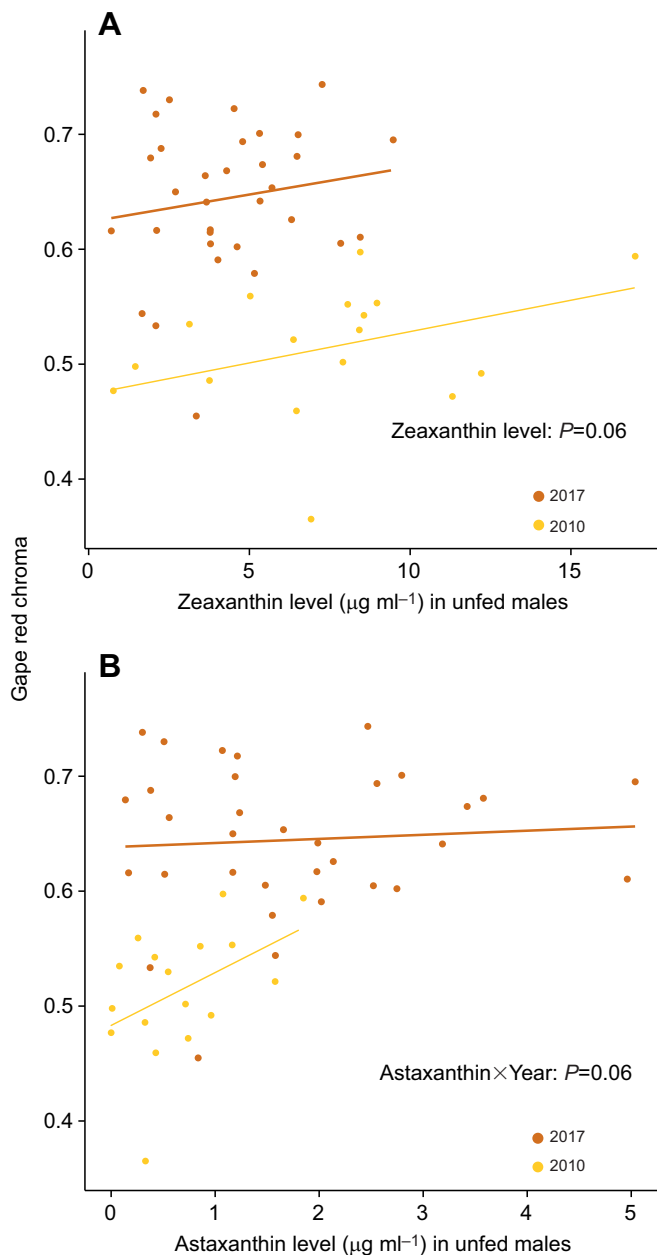 A
0.7
0.6
0.5
0.4
Zeaxanthin level: P=0.06
2017
2010
0 5 10 15
Zeaxanthin level (μg ml⁻¹) in unfed males
Gape red chroma
B
0.7
0.6
0.5
0.4
Astaxanthin×Year: P=0.06
2017
2010
0 1 2 3 4 5
Astaxanthin level (μg ml⁻¹) in unfed males